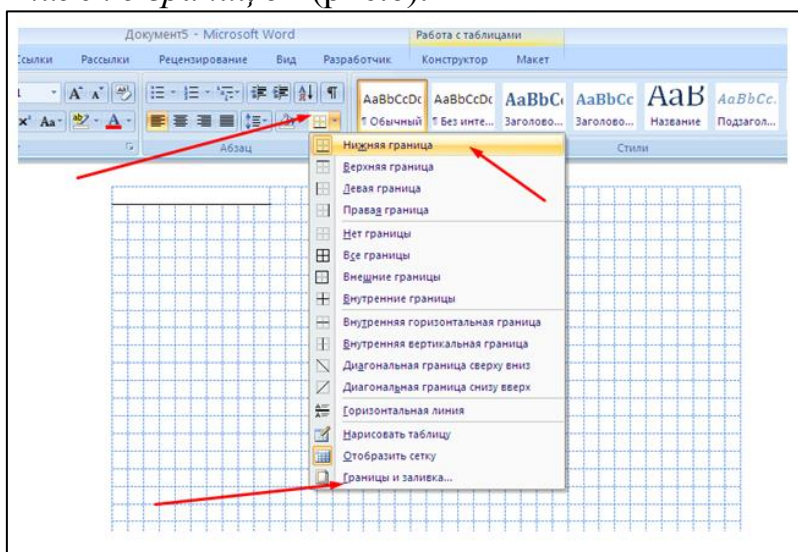 Документ5 - Microsoft Word
Работа с таблицами
Ссылки Рассылки Рецензирование Вид Разработчик Конструктор Макет
AaBbCcDc AaBbCcDc AaBbC AaBbCc AaB AaBbCc.
¶ Обычный ¶ Без инте... Заголово... Заголово... Название Подзагол...
Абзац Стили
Нижняя граница
Верхняя граница
Левая граница
Правая граница
Нет границы
Все границы
Внешние границы
Внутренние границы
Внутренняя горизонтальная граница
Внутренняя вертикальная граница
Диагональная граница сверху вниз
Диагональная граница снизу вверх
Горизонтальная линия
Нарисовать таблицу
Отобразить сетку
Границы и заливка...